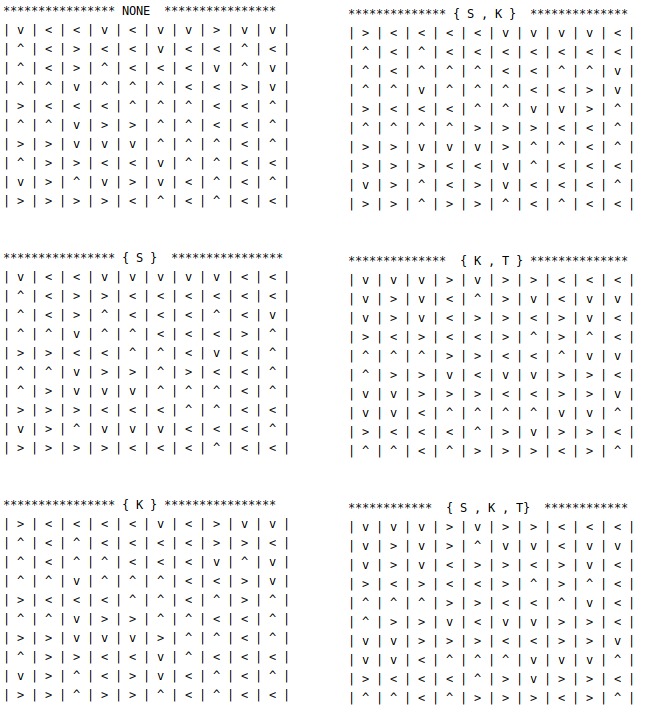 **************** NONE  ****************
| v | < | < | v | < | v | v | > | v | v |
| ^ | < | > | < | < | v | < | < | ^ | < |
| ^ | < | > | ^ | < | < | < | v | ^ | v |
| ^ | ^ | v | ^ | ^ | ^ | < | < | > | v |
| > | < | < | < | ^ | ^ | < | < | < | ^ |
| ^ | ^ | v | > | > | ^ | ^ | < | < | ^ |
| > | > | v | v | v | ^ | ^ | ^ | < | ^ |
| ^ | > | > | < | < | v | ^ | ^ | < | < |
| v | > | ^ | v | > | v | < | ^ | < | ^ |
| > | > | > | > | < | ^ | < | ^ | < | < |
**************** { S }  ****************
| v | < | < | v | v | v | v | v | < | < |
| ^ | < | > | > | < | < | < | < | < | < |
| ^ | < | > | ^ | < | < | < | ^ | < | v |
| ^ | ^ | v | ^ | ^ | < | < | < | > | ^ |
| > | > | < | < | ^ | ^ | < | v | < | ^ |
| ^ | ^ | v | > | > | ^ | > | < | < | ^ |
| ^ | > | v | v | v | ^ | ^ | ^ | < | ^ |
| > | > | > | < | < | < | ^ | ^ | < | < |
| v | > | ^ | v | v | v | < | < | < | ^ |
| > | > | > | > | < | < | < | ^ | < | < |
**************** { K } ****************
| > | < | < | < | < | v | < | > | v | v |
| ^ | < | ^ | < | < | < | < | > | > | < |
| ^ | < | ^ | ^ | < | < | < | v | ^ | v |
| ^ | ^ | v | ^ | ^ | ^ | < | < | > | v |
| > | < | < | < | ^ | ^ | < | ^ | > | ^ |
| ^ | ^ | v | > | > | ^ | ^ | < | < | ^ |
| > | > | v | v | v | > | ^ | ^ | < | ^ |
| ^ | > | > | < | < | v | ^ | < | < | < |
| v | > | ^ | < | > | v | < | ^ | < | ^ |
| > | > | ^ | > | > | ^ | < | ^ | < | < |
************** { S , K }  **************
| > | < | < | < | < | v | v | v | v | < |
| ^ | < | ^ | < | < | < | < | < | < | < |
| ^ | < | ^ | ^ | ^ | < | < | ^ | ^ | v |
| ^ | ^ | v | ^ | ^ | ^ | < | < | > | v |
| > | < | < | < | ^ | ^ | v | v | > | ^ |
| ^ | ^ | ^ | ^ | > | > | > | < | < | ^ |
| > | > | v | v | v | > | ^ | ^ | < | ^ |
| > | > | > | < | < | v | ^ | < | < | < |
| v | > | ^ | < | > | v | < | < | < | ^ |
| > | > | ^ | > | > | ^ | < | ^ | < | < |
**************  { K , T } **************
| v | v | v | > | v | > | > | < | < | < |
| v | > | v | < | ^ | > | v | < | v | v |
| v | > | v | < | > | < | > | < | > | < |
| > | < | > | < | < | > | ^ | > | ^ | < |
| ^ | ^ | ^ | > | > | < | < | ^ | v | v |
| ^ | > | > | v | < | v | v | > | > | < |
| v | v | > | > | > | < | < | > | > | v |
| v | v | < | ^ | ^ | ^ | ^ | v | v | ^ |
| > | < | < | < | ^ | > | v | > | > | < |
| ^ | ^ | < | ^ | > | > | > | < | > | ^ |
************  { S , K , T}  ************
| v | v | v | > | v | > | > | < | < | < |
| v | > | v | > | ^ | v | v | < | v | v |
| v | > | v | < | > | < | > | < | > | < |
| > | < | > | < | < | > | ^ | > | ^ | < |
| ^ | ^ | ^ | > | > | < | < | ^ | v | < |
| ^ | > | > | v | < | v | < | > | > | < |
| v | v | > | > | > | < | < | > | > | v |
| v | v | < | ^ | ^ | ^ | v | v | v | ^ |
| > | < | < | < | ^ | > | v | > | < | < |
| ^ | ^ | < | ^ | > | > | > | < | > | ^ |